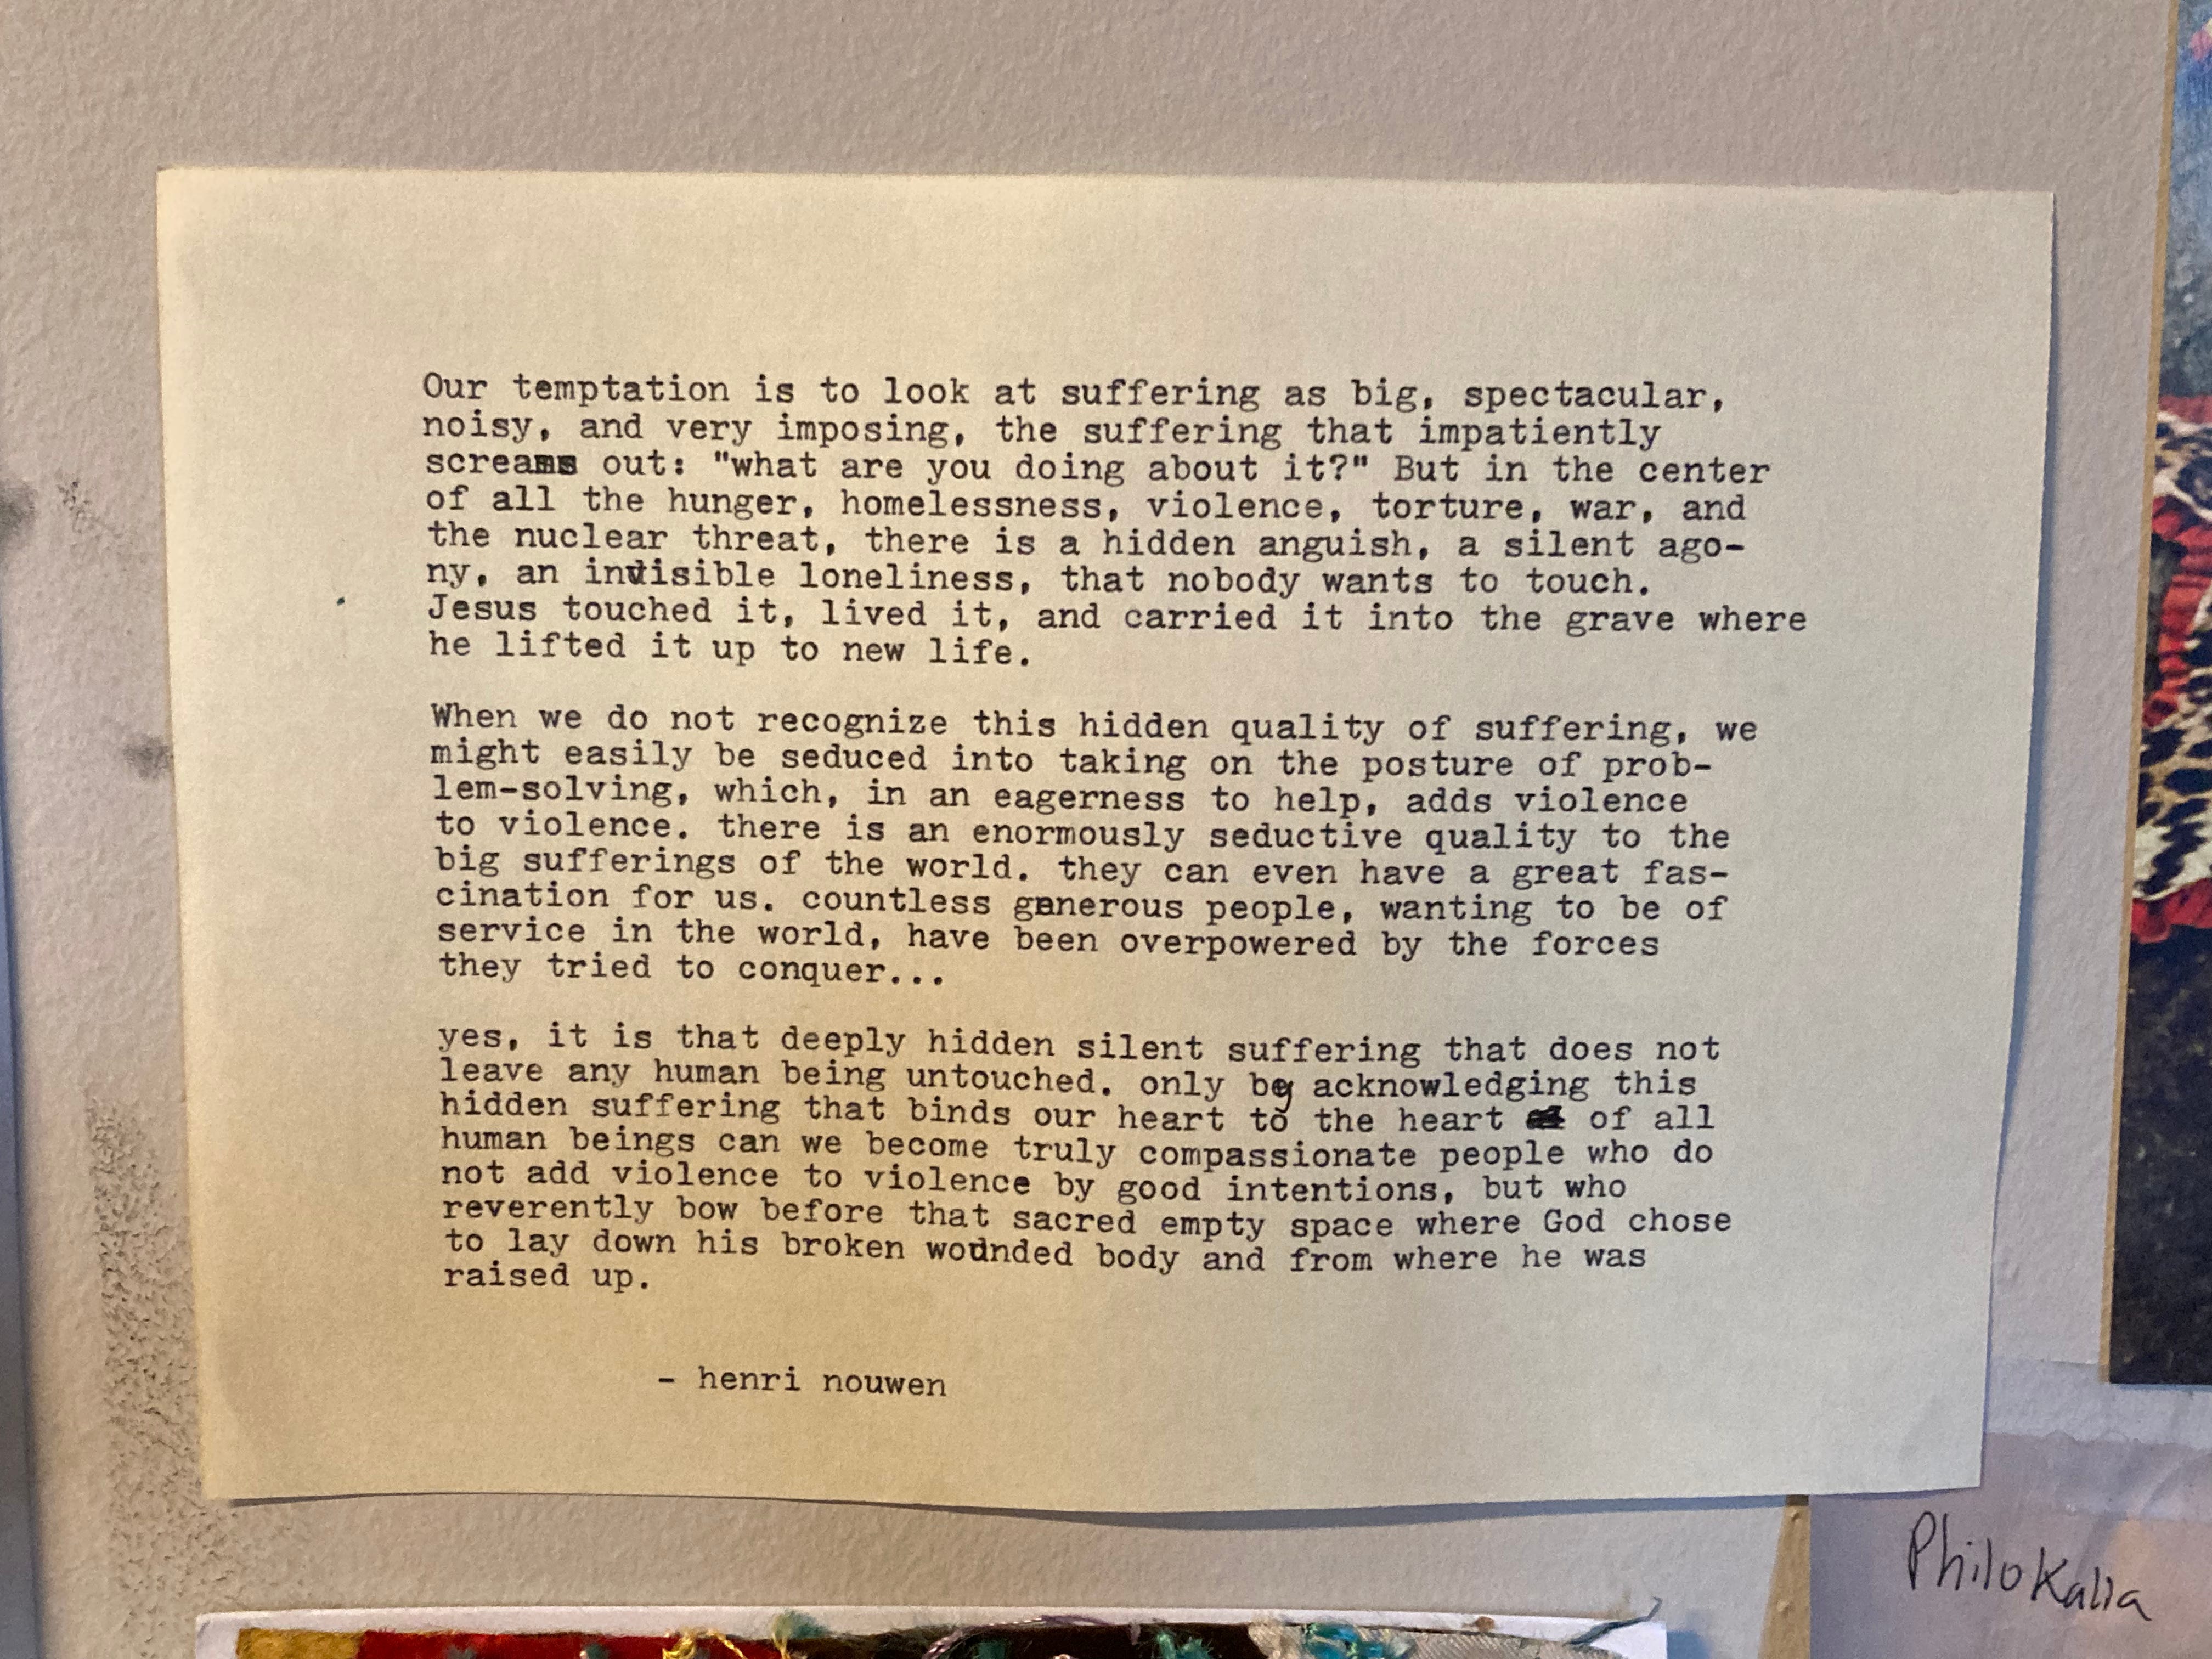 Our temptation is to look at suffering as big, spectacular,
noisy, and very imposing, the suffering that impatiently
screams out: "what are you doing about it?" But in the center
of all the hunger, homelessness, violence, torture, war, and
the nuclear threat, there is a hidden anguish, a silent ago-
ny, an invisible loneliness, that nobody wants to touch.
Jesus touched it, lived it, and carried it into the grave where
he lifted it up to new life.
When we do not recognize this hidden quality of suffering, we
might easily be seduced into taking on the posture of prob-
lem-solving, which, in an eagerness to help, adds violence
to violence. there is an enormously seductive quality to the
big sufferings of the world. they can even have a great fas-
cination for us. countless generous people, wanting to be of
service in the world, have been overpowered by the forces
they tried to conquer...
yes, it is that deeply hidden silent suffering that does not
leave any human being untouched. only by acknowledging this
hidden suffering that binds our heart to the heart of all
human beings can we become truly compassionate people who do
not add violence to violence by good intentions, but who
reverently bow before that sacred empty space where God chose
to lay down his broken wounded body and from where he was
raised up.
- henri nouwen
PhiloKalia